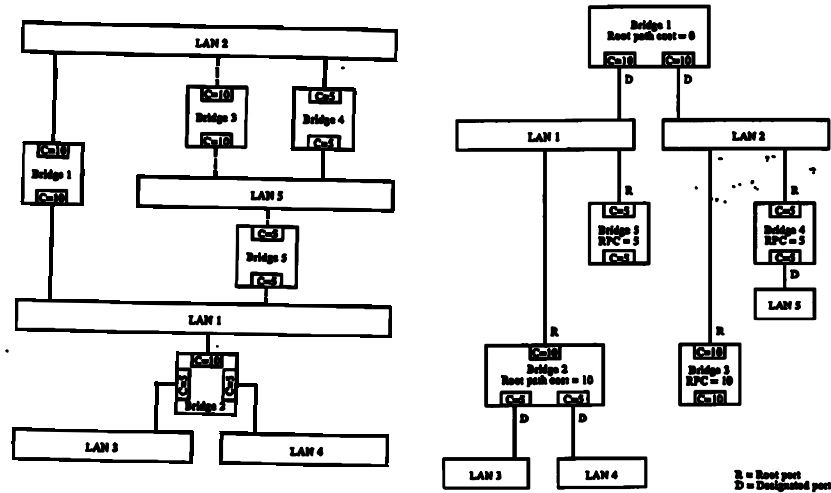 LAN 2
C=10
Bridge 3
C=10
C=5
Bridge 4
C=5
C=10
Bridge 1
C=10
LAN 5
C=5
Bridge 5
C=5
LAN 1
C=10
C=5
C=5
Bridge 2
LAN 3
LAN 4
Bridge 1
Root path cost = 0
C=10
C=10
D
D
LAN 1
LAN 2
R
R
C=5
Bridge 5
RPC = 5
C=5
C=5
Bridge 4
RPC = 5
C=5
D
LAN 5
R
R
C=10
Bridge 2
Root path cost = 10
C=5
C=5
C=10
Bridge 3
RPC = 10
C=10
D
D
LAN 3
LAN 4
R = Root port
D = Designated port